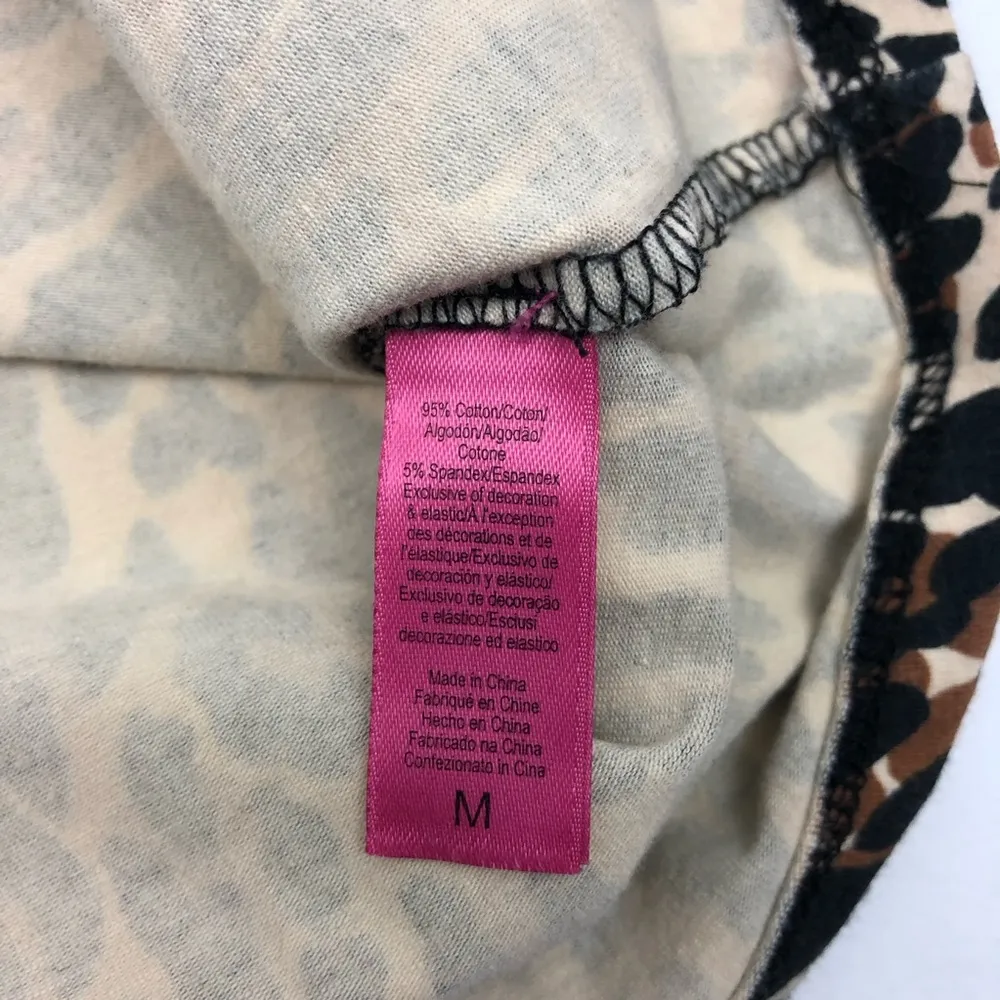 95% Cotton/Coton/
Algodón/Algodão/
Cotone
5% Spandex/Espandex
Exclusive of decoration
& elastic/À l'exception
des décorations et de
l'élastique/Exclusivo de
decoración y elástico/
Exclusivo de decoração
e elástico/Esclusi
decorazione ed elastico
Made in China
Fabriqué en Chine
Hecho en China
Fabricado na China
Confezionato in Cina
M